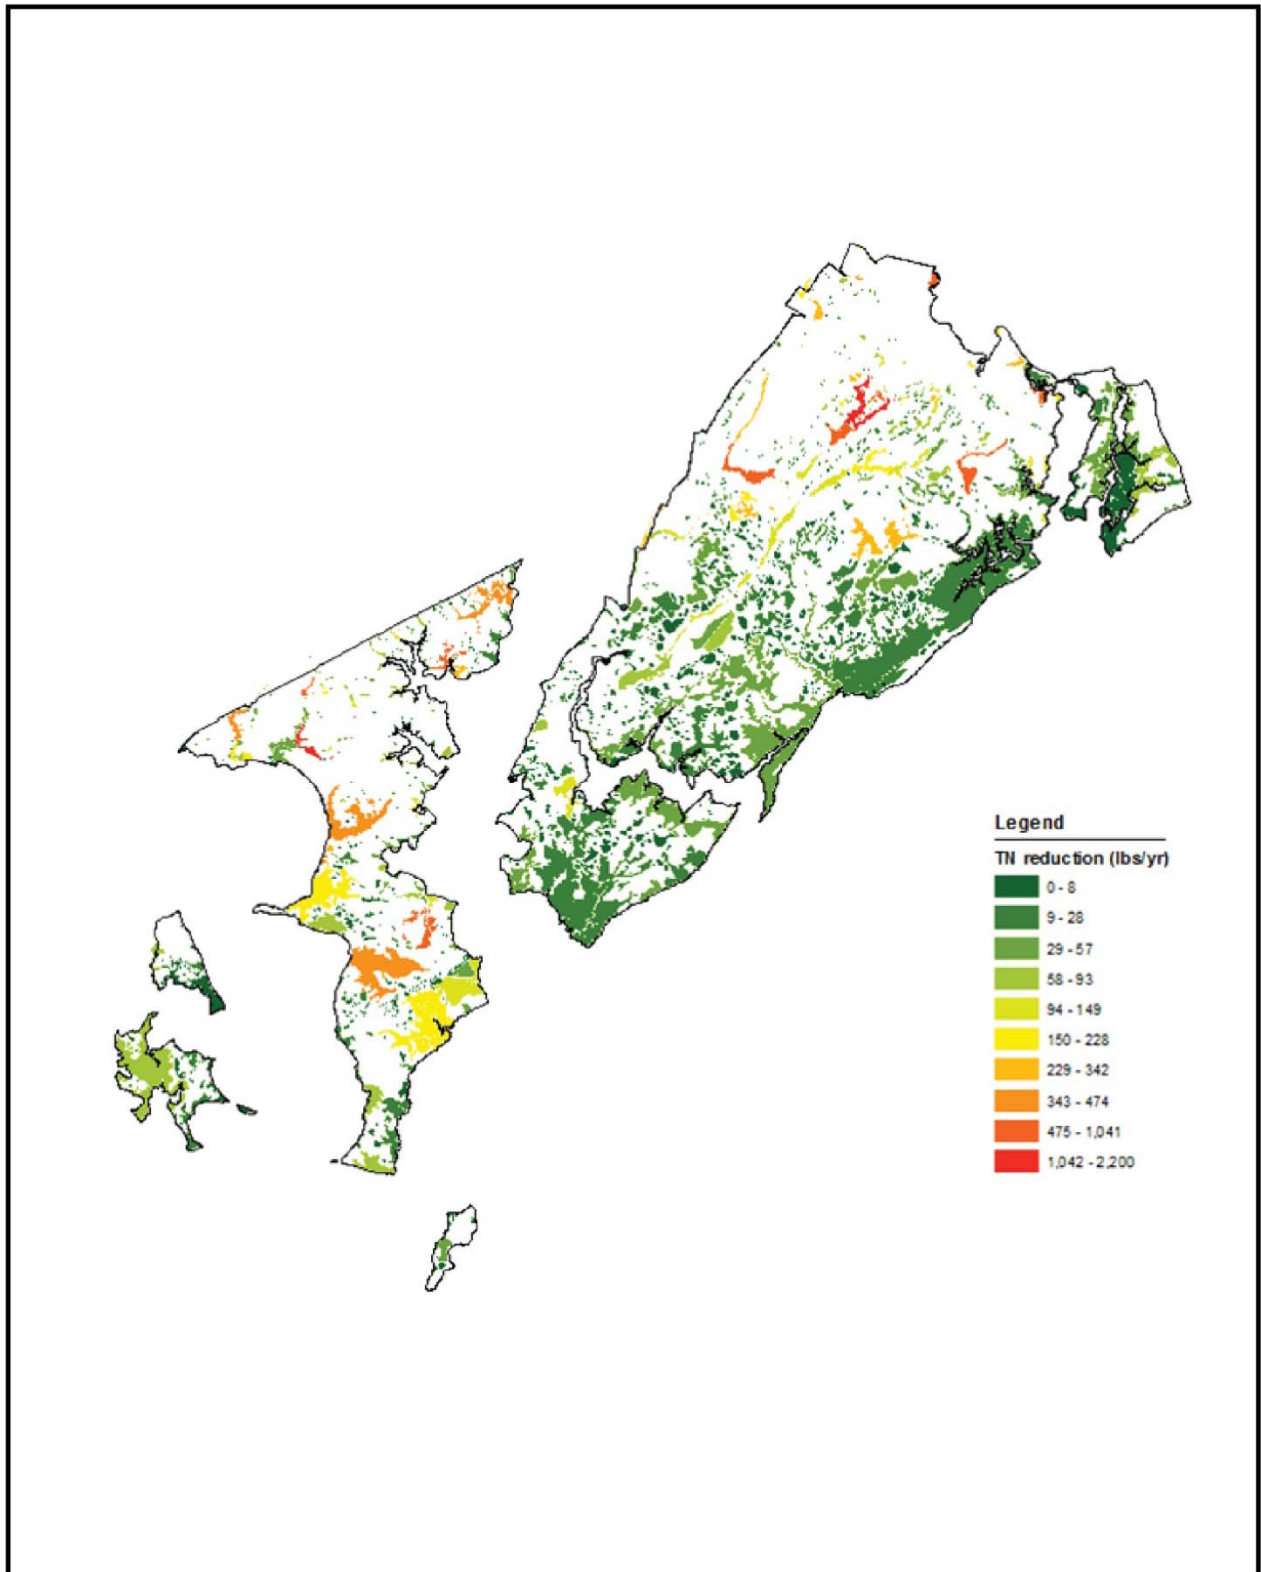 Legend
TN reduction (lbs/yr)
0 - 8
9 - 28
29 - 57
58 - 93
94 - 149
150 - 228
229 - 342
343 - 474
475 - 1,041
1,042 - 2,200